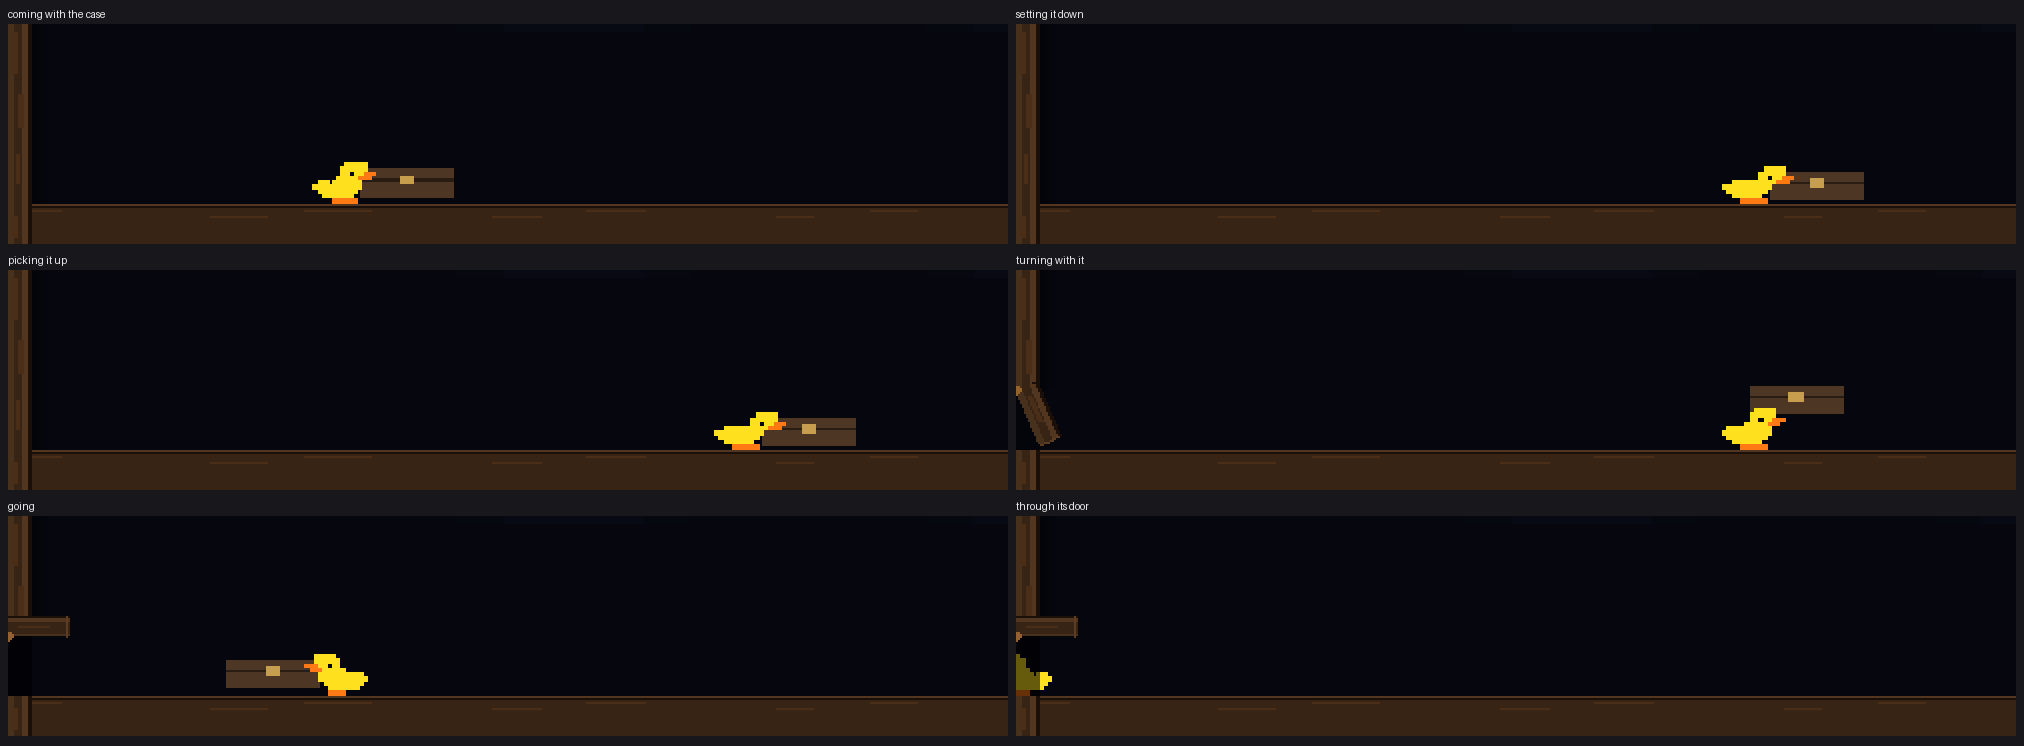 coming with the case
setting it down
picking it up
turning with it
going
through its door